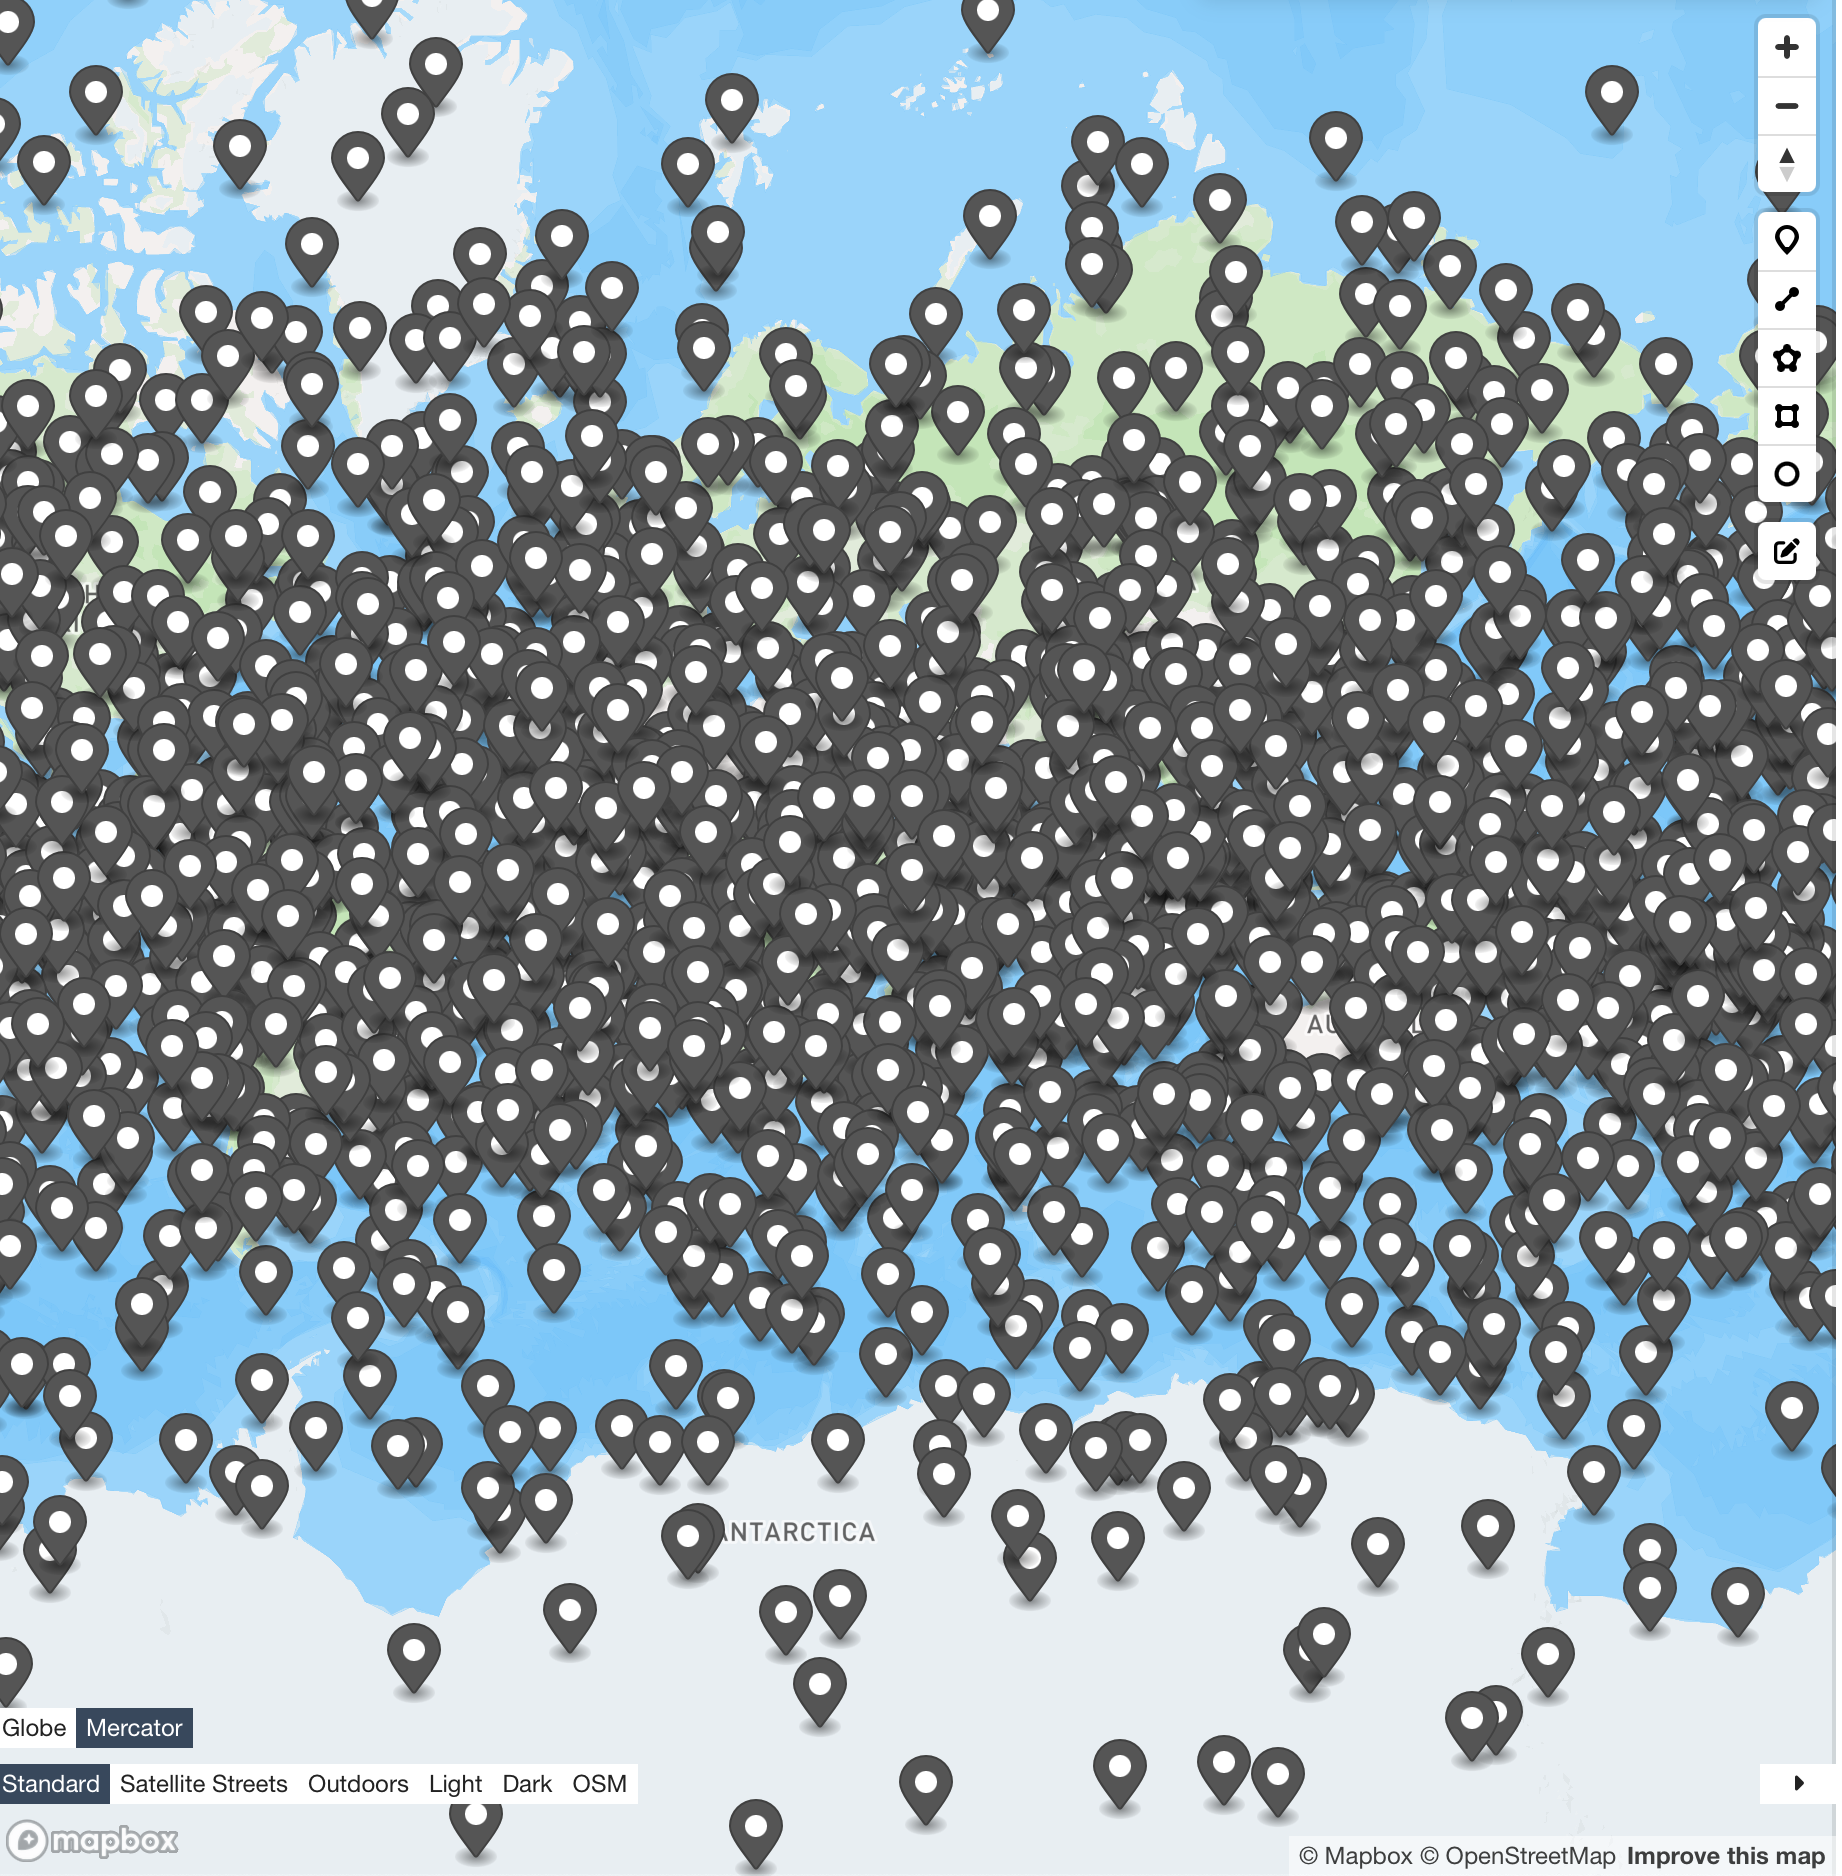 ANTARCTICA
Globe Mercator
Standard Satellite Streets Outdoors Light Dark OSM
mapbox
© Mapbox © OpenStreetMap Improve this map